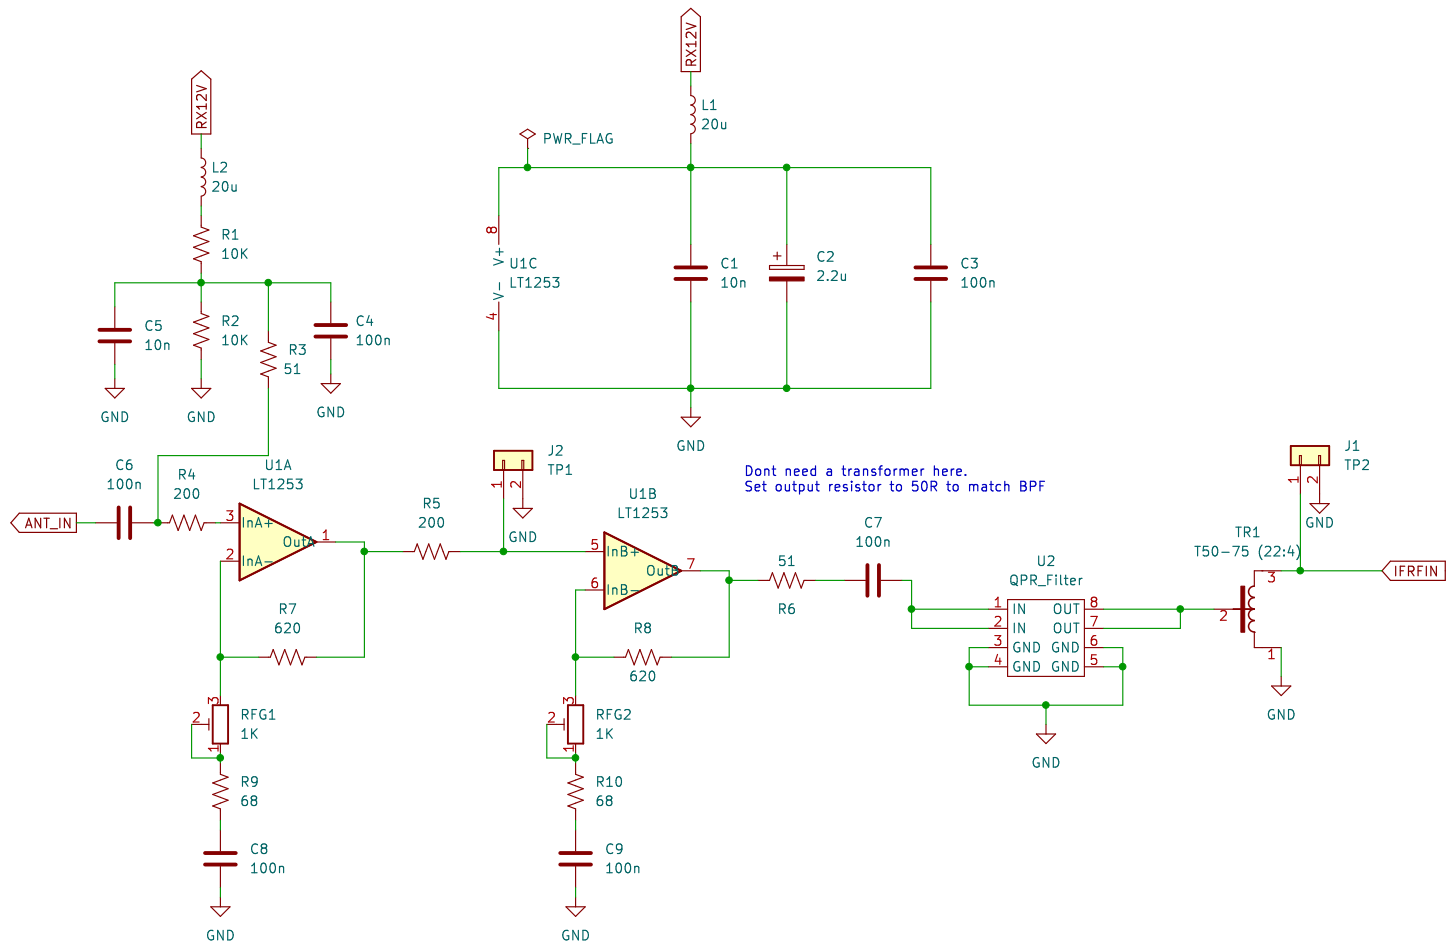 RX12V
L1
20u
PWR_FLAG
8
V+
U1C
LT1253
V-
4
C1
10n
+
C2
2.2u
C3
100n
GND
RX12V
L2
20u
R1
10K
C5
10n
R2
10K
R3
51
C4
100n
GND
GND
GND
ANT_IN
C6
100n
R4
200
U1A
LT1253
3
InA+
2
InA-
OutA
1
R7
620
3
2
1
RFG1
1K
R9
68
C8
100n
GND
R5
200
J2
TP1
1
2
GND
U1B
LT1253
5
InB+
6
InB-
OutB
7
R8
620
3
2
1
RFG2
1K
R10
68
C9
100n
GND
Dont need a transformer here.
Set output resistor to 50R to match BPF
51
R6
C7
100n
U2
QPR_Filter
1
IN
OUT
8
2
IN
OUT
7
3
GND
GND
6
4
GND
GND
5
GND
TR1
T50-75 (22:4)
3
2
1
GND
J1
TP2
1
2
GND
IFRFIN